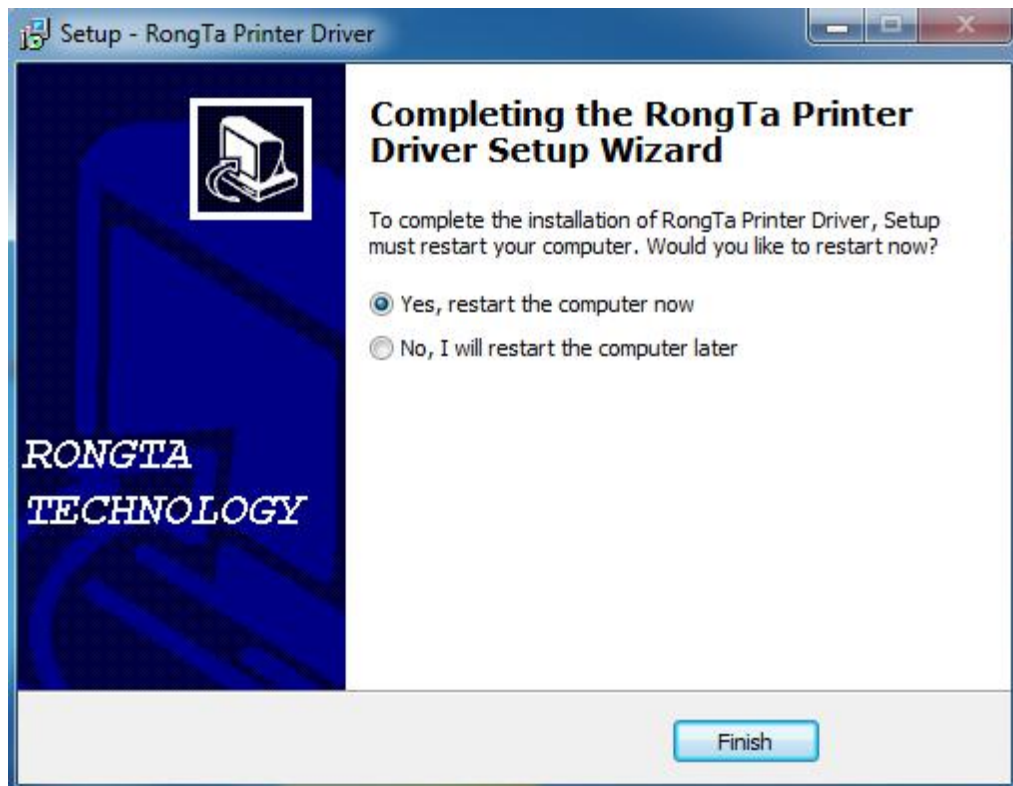 Setup - RongTa Printer Driver
Completing the RongTa Printer
Driver Setup Wizard
To complete the installation of RongTa Printer Driver, Setup
must restart your computer. Would you like to restart now?
Yes, restart the computer now
No, I will restart the computer later
RONGTA
TECHNOLOGY
Finish